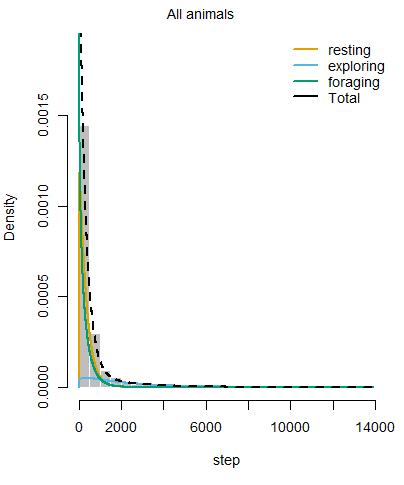 All animals
resting
exploring
foraging
Total
Density
0.0015
0.0010
0.0005
0.0000
0
2000
6000
10000
14000
step